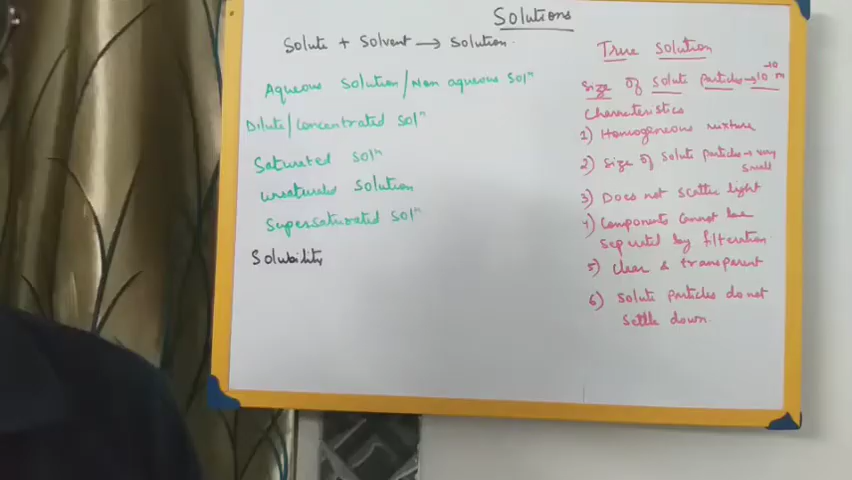 Solutions
Solute + Solvent → Solution.
Aqueous Solution/Non aqueous Solⁿ
Dilute/Concentrated Solⁿ
Saturated Solⁿ
Unsaturated Solution
Supersaturated Solⁿ
Solubility
True solution
Size of solute particles → 10⁻¹⁰ m
Characteristics
1) Homogeneous mixture
2) Size of solute particles → very
small
3) Does not scatter light
4) Components cannot be
by filteration.
5) clear & transparent
6) Solute particles do not
settle down.